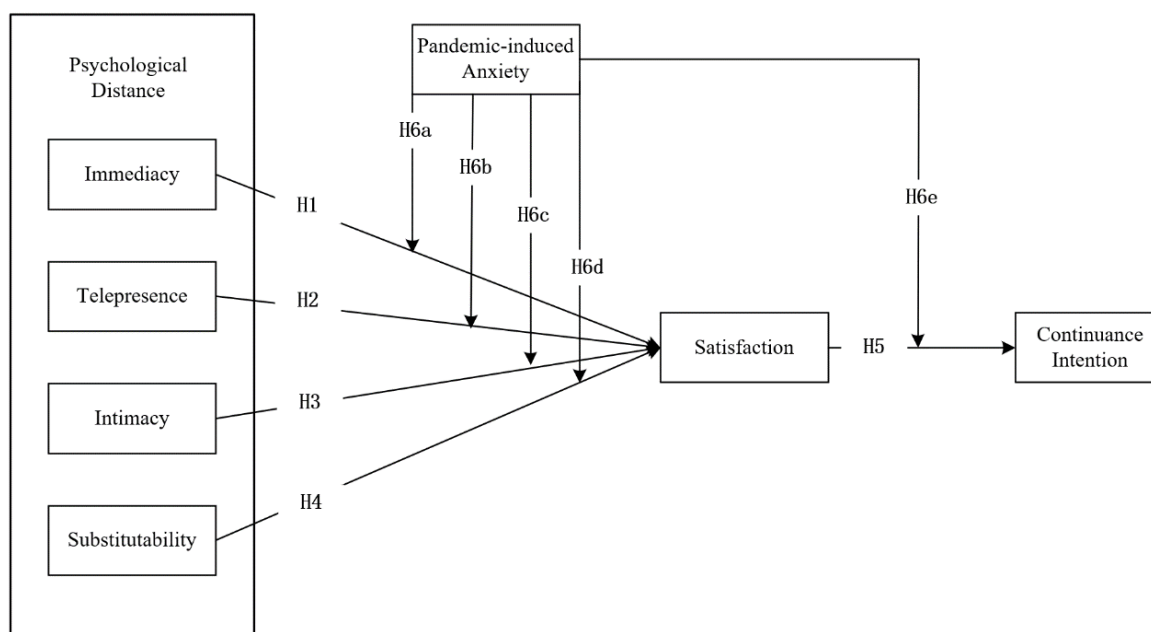 Psychological
Distance
Immediacy
Telepresence
Intimacy
Substitutability
Pandemic-induced
Anxiety
H6a
H6b
H6c
H6d
H6e
H1
H2
H3
H4
Satisfaction
H5
Continuance
Intention